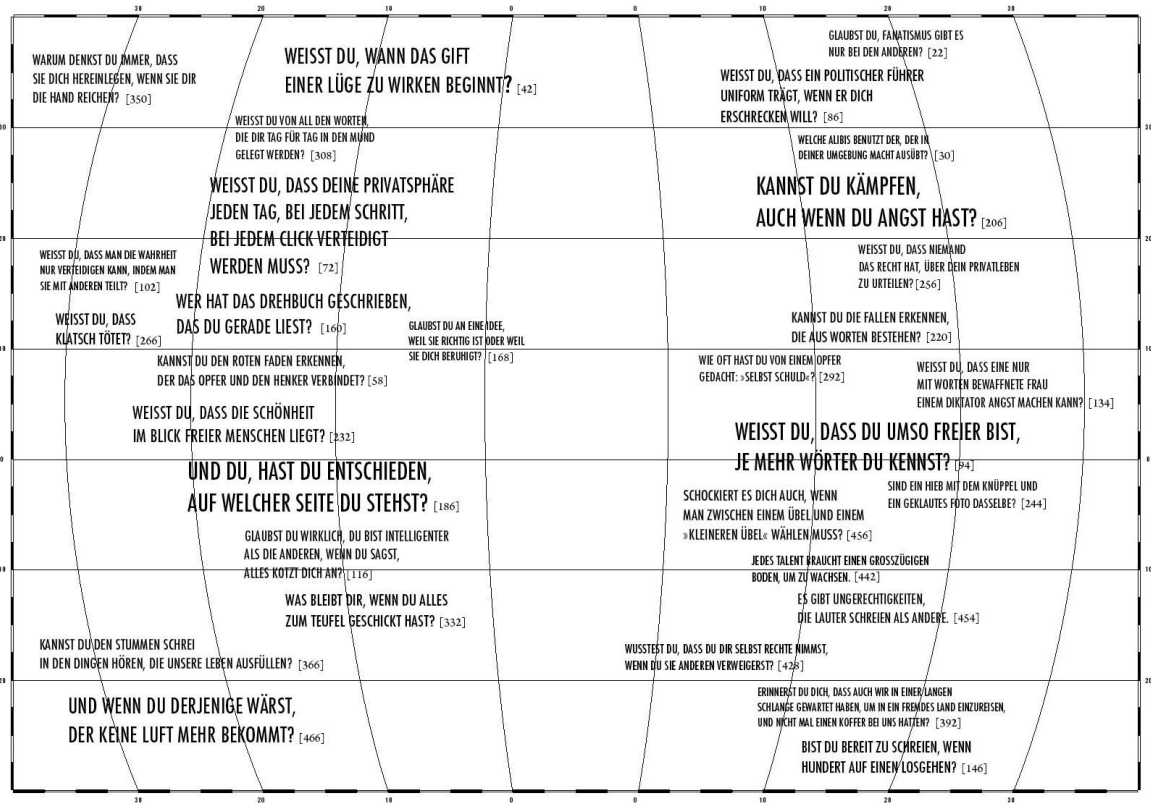 30 20 10 0 0 10 20 30
WARUM DENKST DU IMMER, DASS
SIE DICH HEREINLEGEN, WENN SIE DIR
DIE HAND REICHEN? [350]
WEISST DU, WANN DAS GIFT
EINER LÜGE ZU WIRKEN BEGINNT? [42]
WEISST DU VON ALL DEN WORTEN,
DIE DIR TAG FÜR TAG IN DEN MUND
GELEGT WERDEN? [308]
WEISST DU, DASS DEINE PRIVATSPHÄRE
JEDEN TAG, BEI JEDEM SCHRITT,
BEI JEDEM CLICK VERTEIDIGT
WERDEN MUSS? [72]
WEISST DU, DASS MAN DIE WAHRHEIT
NUR VERTEIDIGEN KANN, INDEM MAN
SIE MIT ANDEREN TEILT? [102]
WER HAT DAS DREHBUCH GESCHRIEBEN,
DAS DU GERADE LIEST? [160]
WEISST DU, DASS
KLATSCH TÖTET? [266]
GLAUBST DU AN EINE IDEE,
WEIL SIE RICHTIG IST ODER WEIL
SIE DICH BERUHIGT? [168]
KANNST DU DEN ROTEN FADEN ERKENNEN,
DER DAS OPFER UND DEN HENKER VERBINDET? [58]
WEISST DU, DASS DIE SCHÖNHEIT
IM BLICK FREIER MENSCHEN LIEGT? [232]
UND DU, HAST DU ENTSCHIEDEN,
AUF WELCHER SEITE DU STEHST? [186]
GLAUBST DU WIRKLICH, DU BIST INTELLIGENTER
ALS DIE ANDEREN, WENN DU SAGST,
ALLES KOTZT DICH AN? [116]
WAS BLEIBT DIR, WENN DU ALLES
ZUM TEUFEL GESCHICKT HAST? [332]
KANNST DU DEN STUMMEN SCHREI
IN DEN DINGEN HÖREN, DIE UNSERE LEBEN AUSFÜLLEN? [366]
UND WENN DU DERJENIGE WÄRST,
DER KEINE LUFT MEHR BEKOMMT? [466]
GLAUBST DU, FANATISMUS GIBT ES
NUR BEI DEN ANDEREN? [22]
WEISST DU, DASS EIN POLITISCHER FÜHRER
UNIFORM TRÄGT, WENN ER DICH
ERSCHRECKEN WILL? [86]
WELCHE ALIBIS BENUTZT DER, DER IN
DEINER UMGEBUNG MACHT AUSÜBT? [30]
KANNST DU KÄMPFEN,
AUCH WENN DU ANGST HAST? [206]
WEISST DU, DASS NIEMAND
DAS RECHT HAT, ÜBER DEIN PRIVATLEBEN
ZU URTEILEN? [256]
KANNST DU DIE FALLEN ERKENNEN,
DIE AUS WORTEN BESTEHEN? [220]
WIE OFT HAST DU VON EINEM OPFER
GEDACHT: »SELBST SCHULD«? [292]
WEISST DU, DASS EINE NUR
MIT WORTEN BEWAFFNETE FRAU
EINEM DIKTATOR ANGST MACHEN KANN? [134]
WEISST DU, DASS DU UMSO FREIER BIST,
JE MEHR WÖRTER DU KENNST? [94]
SIND EIN HIEB MIT DEM KNÜPPEL UND
EIN GEKLAUTES FOTO DASSELBE? [244]
SCHOCKIERT ES DICH AUCH, WENN
MAN ZWISCHEN EINEM ÜBEL UND EINEM
»KLEINEREN ÜBEL« WÄHLEN MUSS? [456]
JEDES TALENT BRAUCHT EINEN GROSSZÜGIGEN
BODEN, UM ZU WACHSEN. [442]
ES GIBT UNGERECHTIGKEITEN,
DIE LAUTER SCHREIEN ALS ANDERE. [454]
WUSSTEST DU, DASS DU DIR SELBST RECHTE NIMMST,
WENN DU SIE ANDEREN VERWEIGERST? [428]
ERINNERST DU DICH, DASS AUCH WIR IN EINER LANGEN
SCHLANGE GEWARTET HABEN, UM IN EIN FREMDES LAND EINZUREISEN,
UND NICHT MAL EINEN KOFFER BEI UNS HATTEN? [392]
BIST DU BEREIT ZU SCHREIEN, WENN
HUNDERT AUF EINEN LOSGEHEN? [146]
30 20 10 0 0 10 20 30